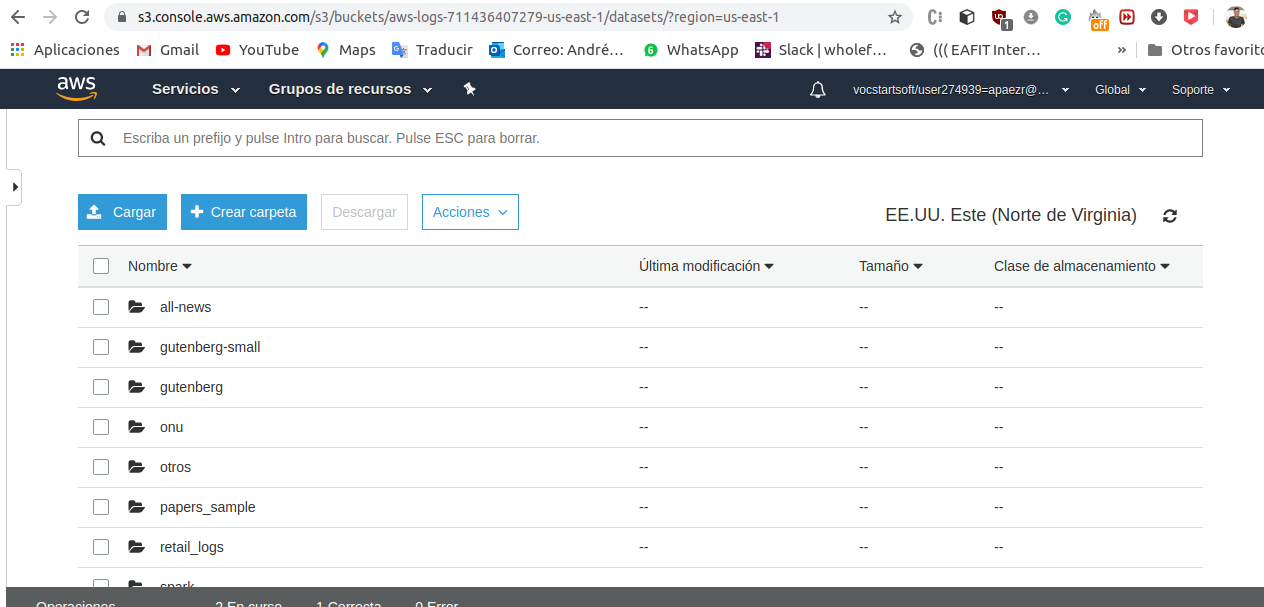 s3.console.aws.amazon.com/s3/buckets/aws-logs-711436407279-us-east-1/datasets/?region=us-east-1
1
off
Aplicaciones Gmail YouTube Maps Traducir Correo: André… 6 WhatsApp Slack | wholef… ((( EAFIT Inter… » Otros favorito
aws Servicios Grupos de recursos vocstartsoft/user274939=apaezr@… Global Soporte
Escriba un prefijo y pulse Intro para buscar. Pulse ESC para borrar.
Cargar Crear carpeta Descargar Acciones EE.UU. Este (Norte de Virginia)
Nombre Última modificación Tamaño Clase de almacenamiento
all-news -- -- --
gutenberg-small -- -- --
gutenberg -- -- --
onu -- -- --
otros -- -- --
papers_sample -- -- --
retail_logs -- -- --
spark
Operaciones 2 En curso 1 Correcta 0 Error